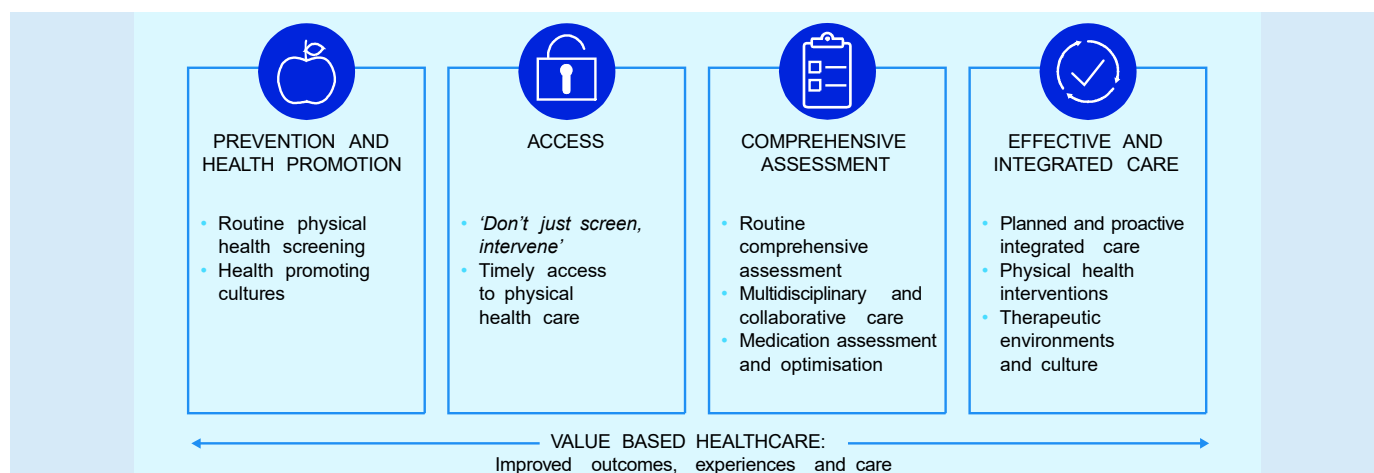 PREVENTION AND
HEALTH PROMOTION
• Routine physical
health screening
• Health promoting
cultures
ACCESS
• ‘Don’t just screen,
intervene’
• Timely access
to physical
health care
COMPREHENSIVE
ASSESSMENT
• Routine
comprehensive
assessment
• Multidisciplinary and
collaborative care
• Medication assessment
and optimisation
EFFECTIVE AND
INTEGRATED CARE
• Planned and proactive
integrated care
• Physical health
interventions
• Therapeutic
environments
and culture
VALUE BASED HEALTHCARE:
Improved outcomes, experiences and care